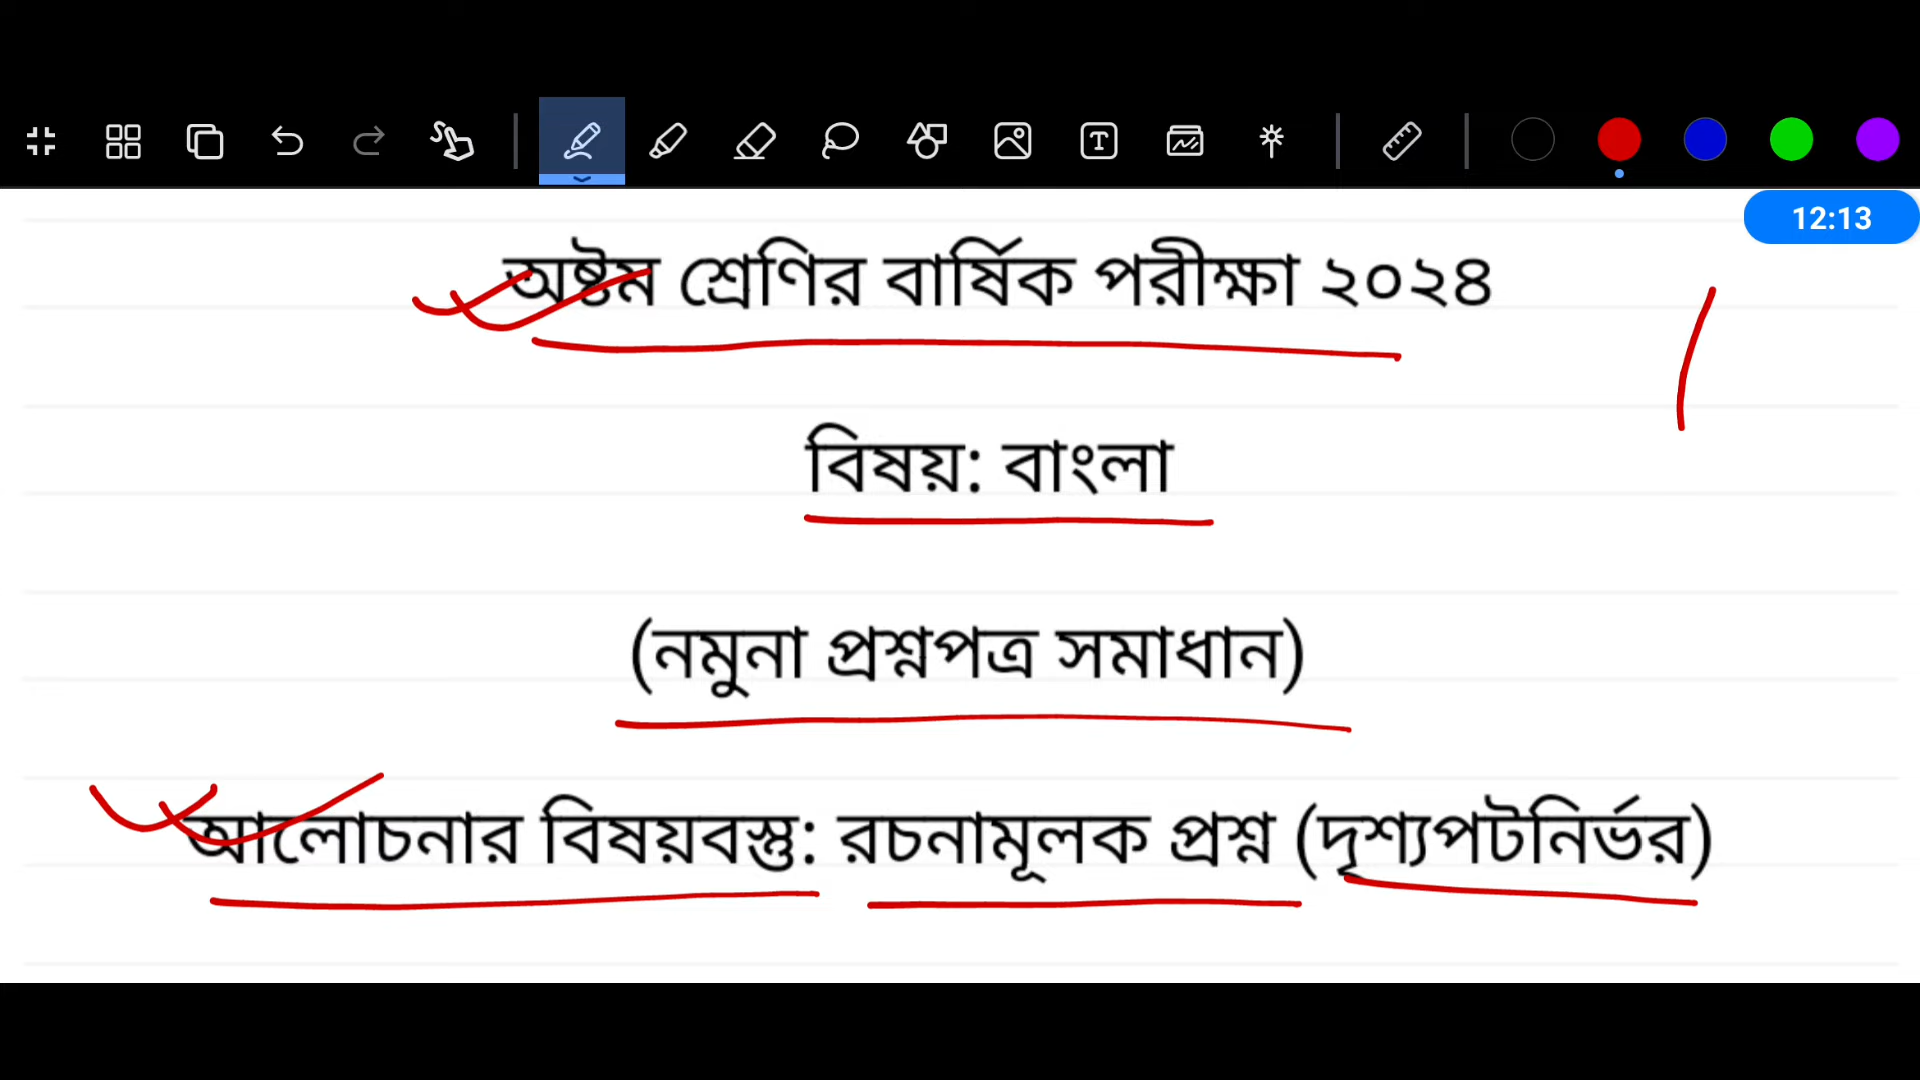 12:13
অষ্টম শ্রেণির বার্ষিক পরীক্ষা ২০২৪
বিষয়: বাংলা
(নমুনা প্রশ্নপত্র সমাধান)
আলোচনার বিষয়বস্তু: রচনামূলক প্রশ্ন (দৃশ্যপটনির্ভর)